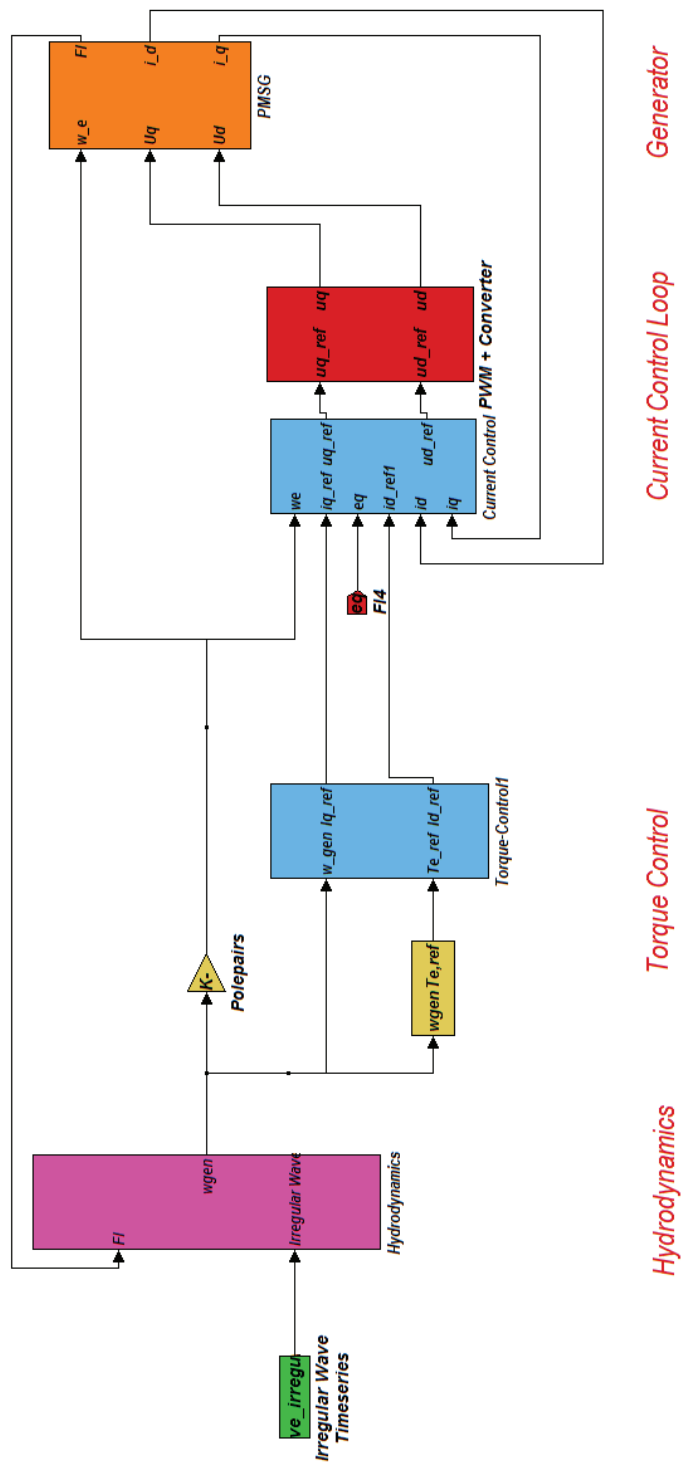 ve_irregu
Irregular Wave
Timeseries
Fl
wgen
Irregular Wave
Hydrodynamics
K-
Polepairs
wgenTe,ref
w_gen Iq_ref
Te_ref Id_ref
Torque-Control1
eq
Fl4
we
iq_ref uq_ref
eq
id_ref1
id ud_ref
iq
Current Control
uq_ref uq
ud_ref ud
PWM + Converter
w_e Fl
Uq i_d
Ud i_q
PMSG
Hydrodynamics
Torque Control
Current Control Loop
Generator